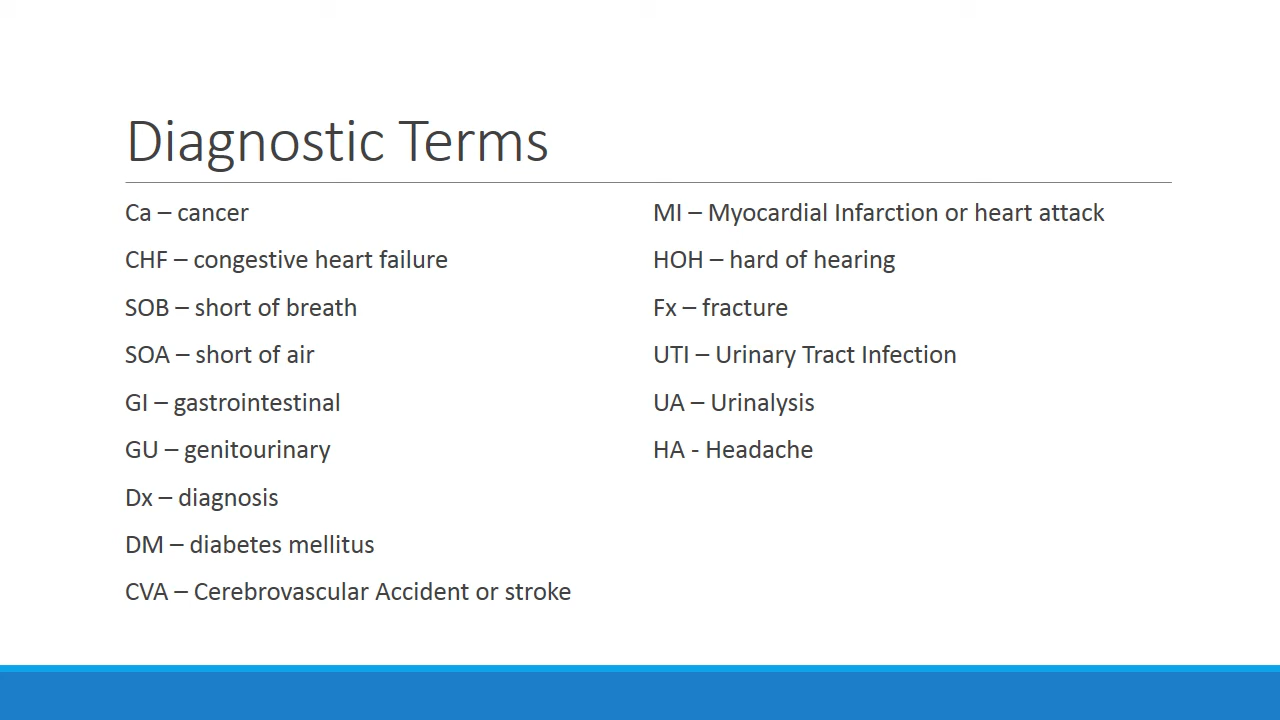 Diagnostic Terms
Ca – cancer
CHF – congestive heart failure
SOB – short of breath
SOA – short of air
GI – gastrointestinal
GU – genitourinary
Dx – diagnosis
DM – diabetes mellitus
CVA – Cerebrovascular Accident or stroke
MI – Myocardial Infarction or heart attack
HOH – hard of hearing
Fx – fracture
UTI – Urinary Tract Infection
UA – Urinalysis
HA - Headache